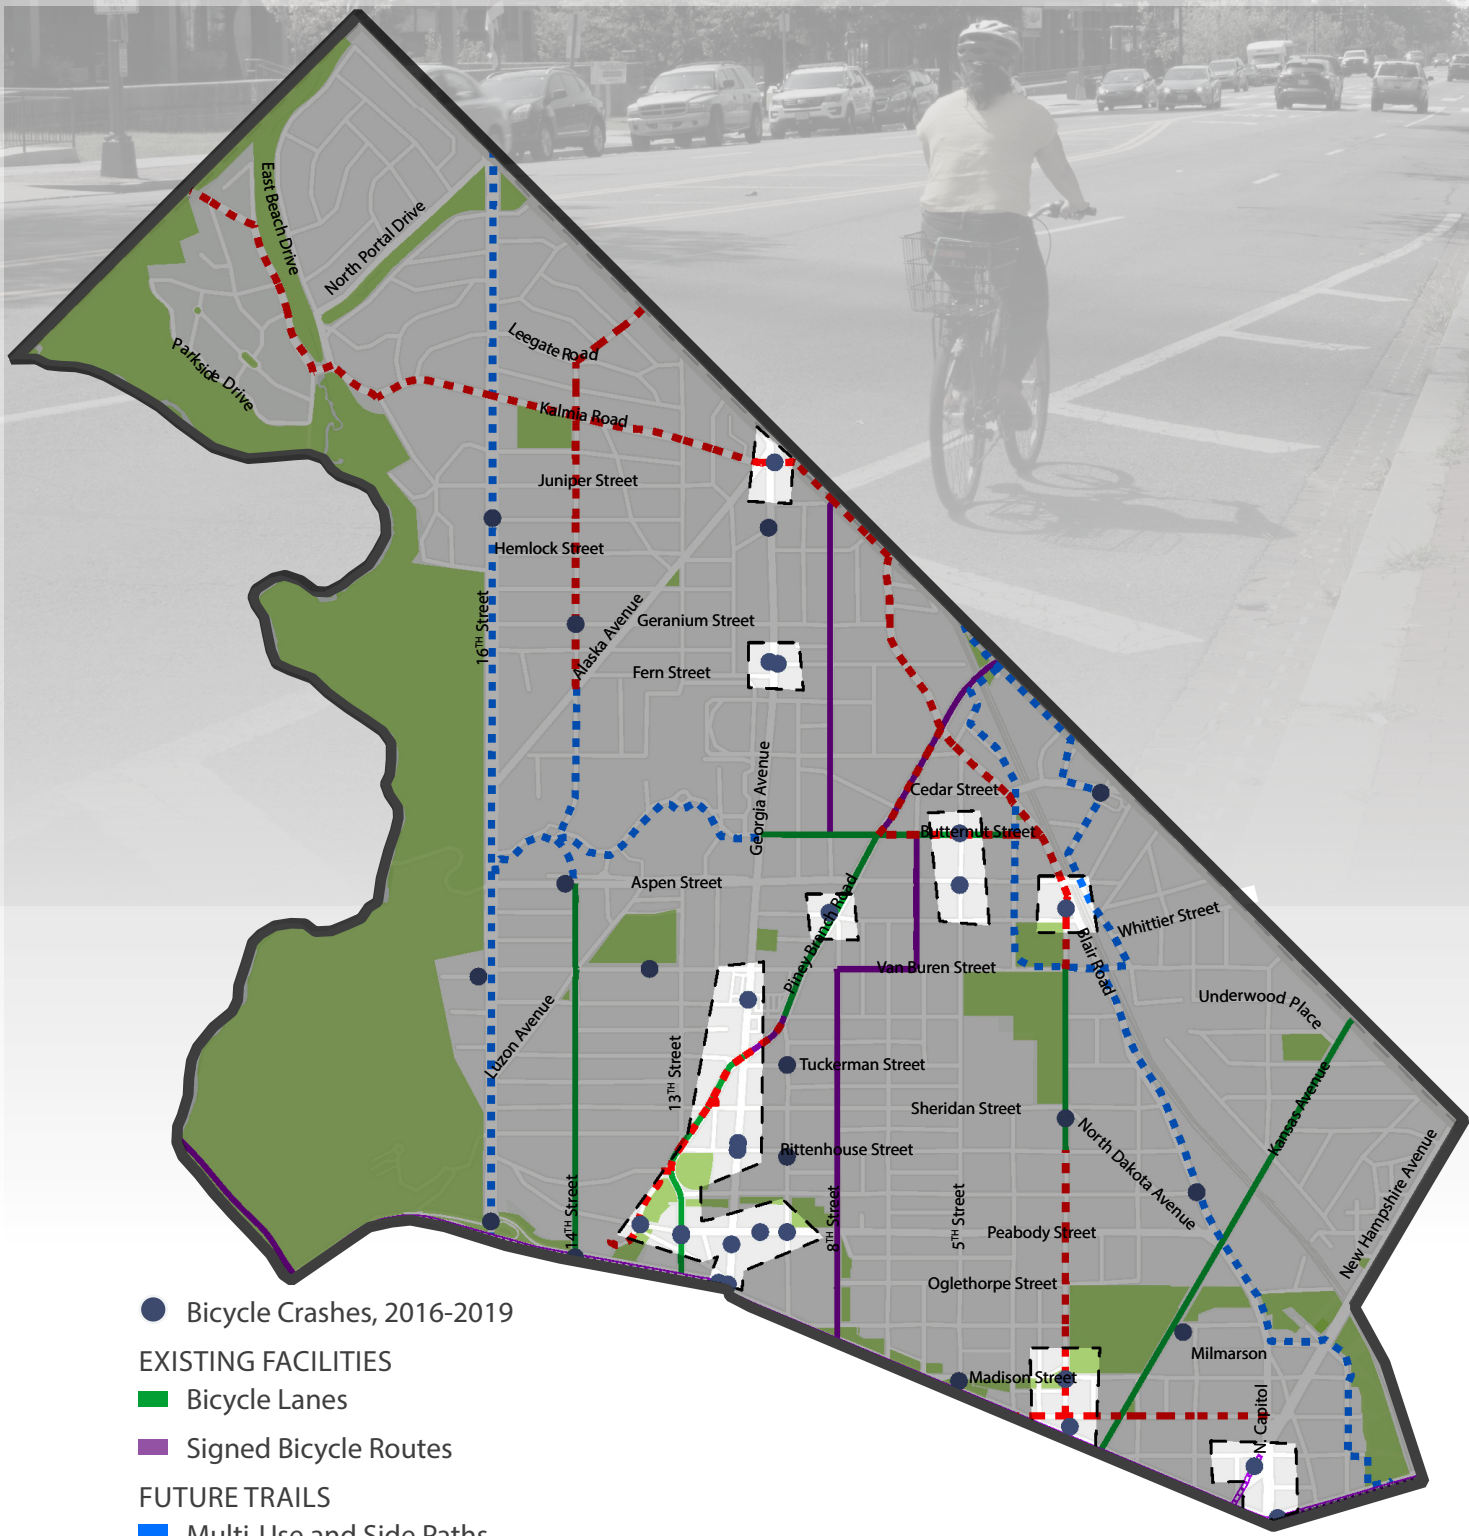 East Beach Drive
North Portal Drive
Parkside Drive
Leegate Road
Kalmia Road
Juniper Street
Hemlock Street
16TH Street
Alaska Avenue
Geranium Street
Fern Street
Georgia Avenue
Cedar Street
Butternut Street
Aspen Street
Piney Branch Road
Whittier Street
Blair Road
Van Buren Street
Underwood Place
Luzon Avenue
13TH Street
Tuckerman Street
Sheridan Street
Kansas Avenue
North Dakota Avenue
Rittenhouse Street
New Hampshire Avenue
14TH Street
8TH Street
5TH Street
Peabody Street
Oglethorpe Street
Milmarson
Madison Street
N. Capitol
Bicycle Crashes, 2016-2019
EXISTING FACILITIES
Bicycle Lanes
Signed Bicycle Routes
FUTURE TRAILS
Multi-Use and Side Paths